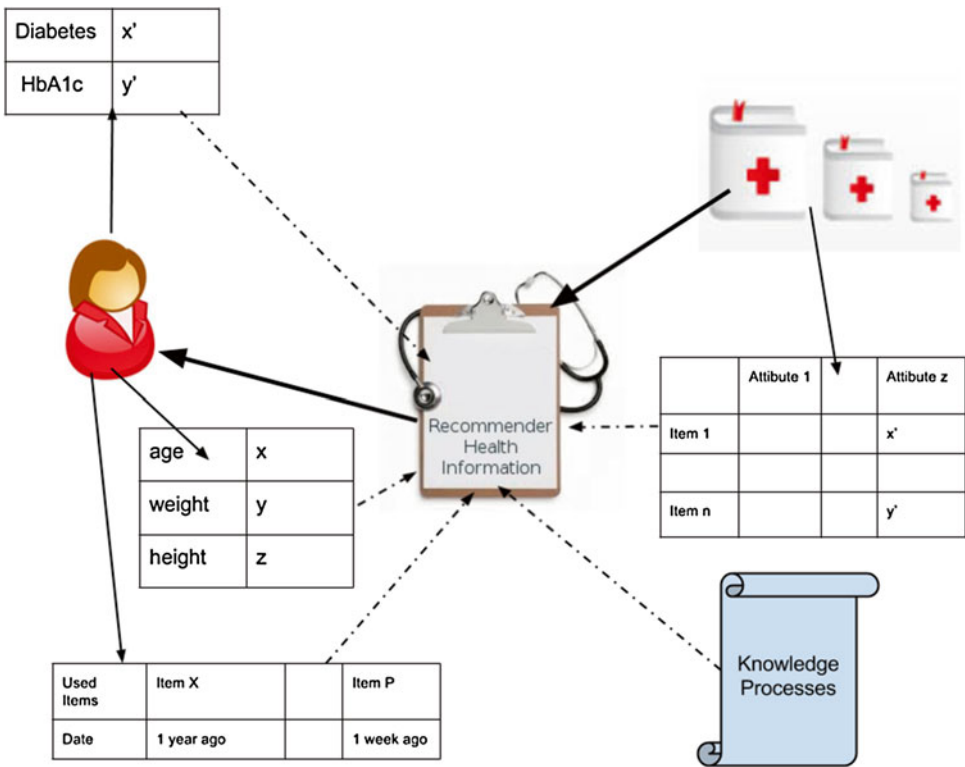 Diabetes x'
HbA1c y'
Attibute 1 Attibute z
Item 1 x'
Item n y'
Recommender
Health
Information
age x
weight y
height z
Used
Items Item X Item P
Date 1 year ago 1 week ago
Knowledge
Processes